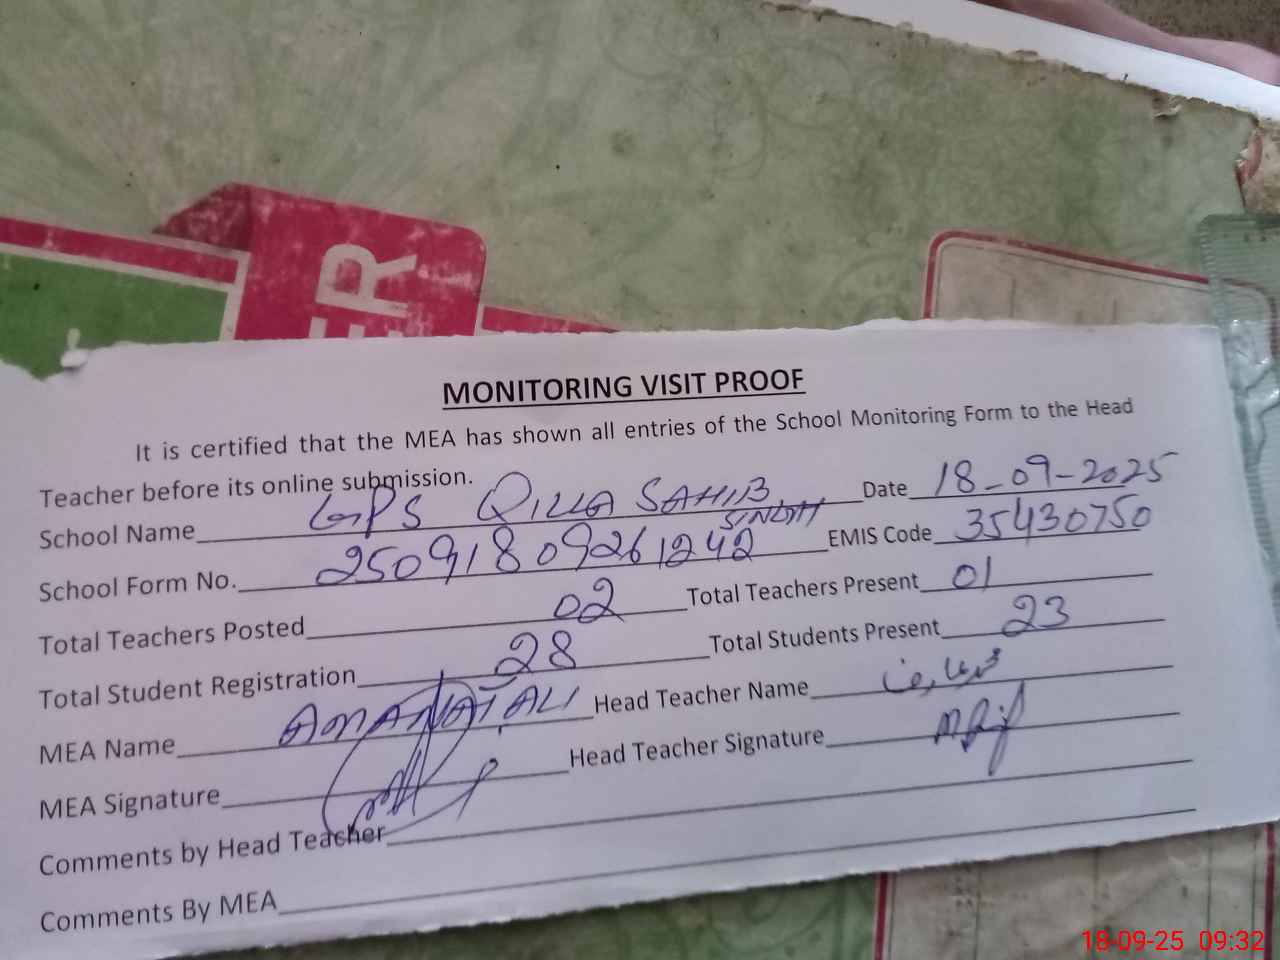 ER
MONITORING VISIT PROOF
It is certified that the MEA has shown all entries of the School Monitoring Form to the Head
Teacher before its online submission.
School Name GPS QILLA SAHIB SINGH Date 18-09-2025
School Form No. 25091809261242 EMIS Code 35430750
Total Teachers Posted 02 Total Teachers Present 01
Total Student Registration 28 Total Students Present 23
MEA Name AMANAT ALI Head Teacher Name
MEA Signature Head Teacher Signature
Comments by Head Teacher
Comments By MEA
18-09-25 09:32